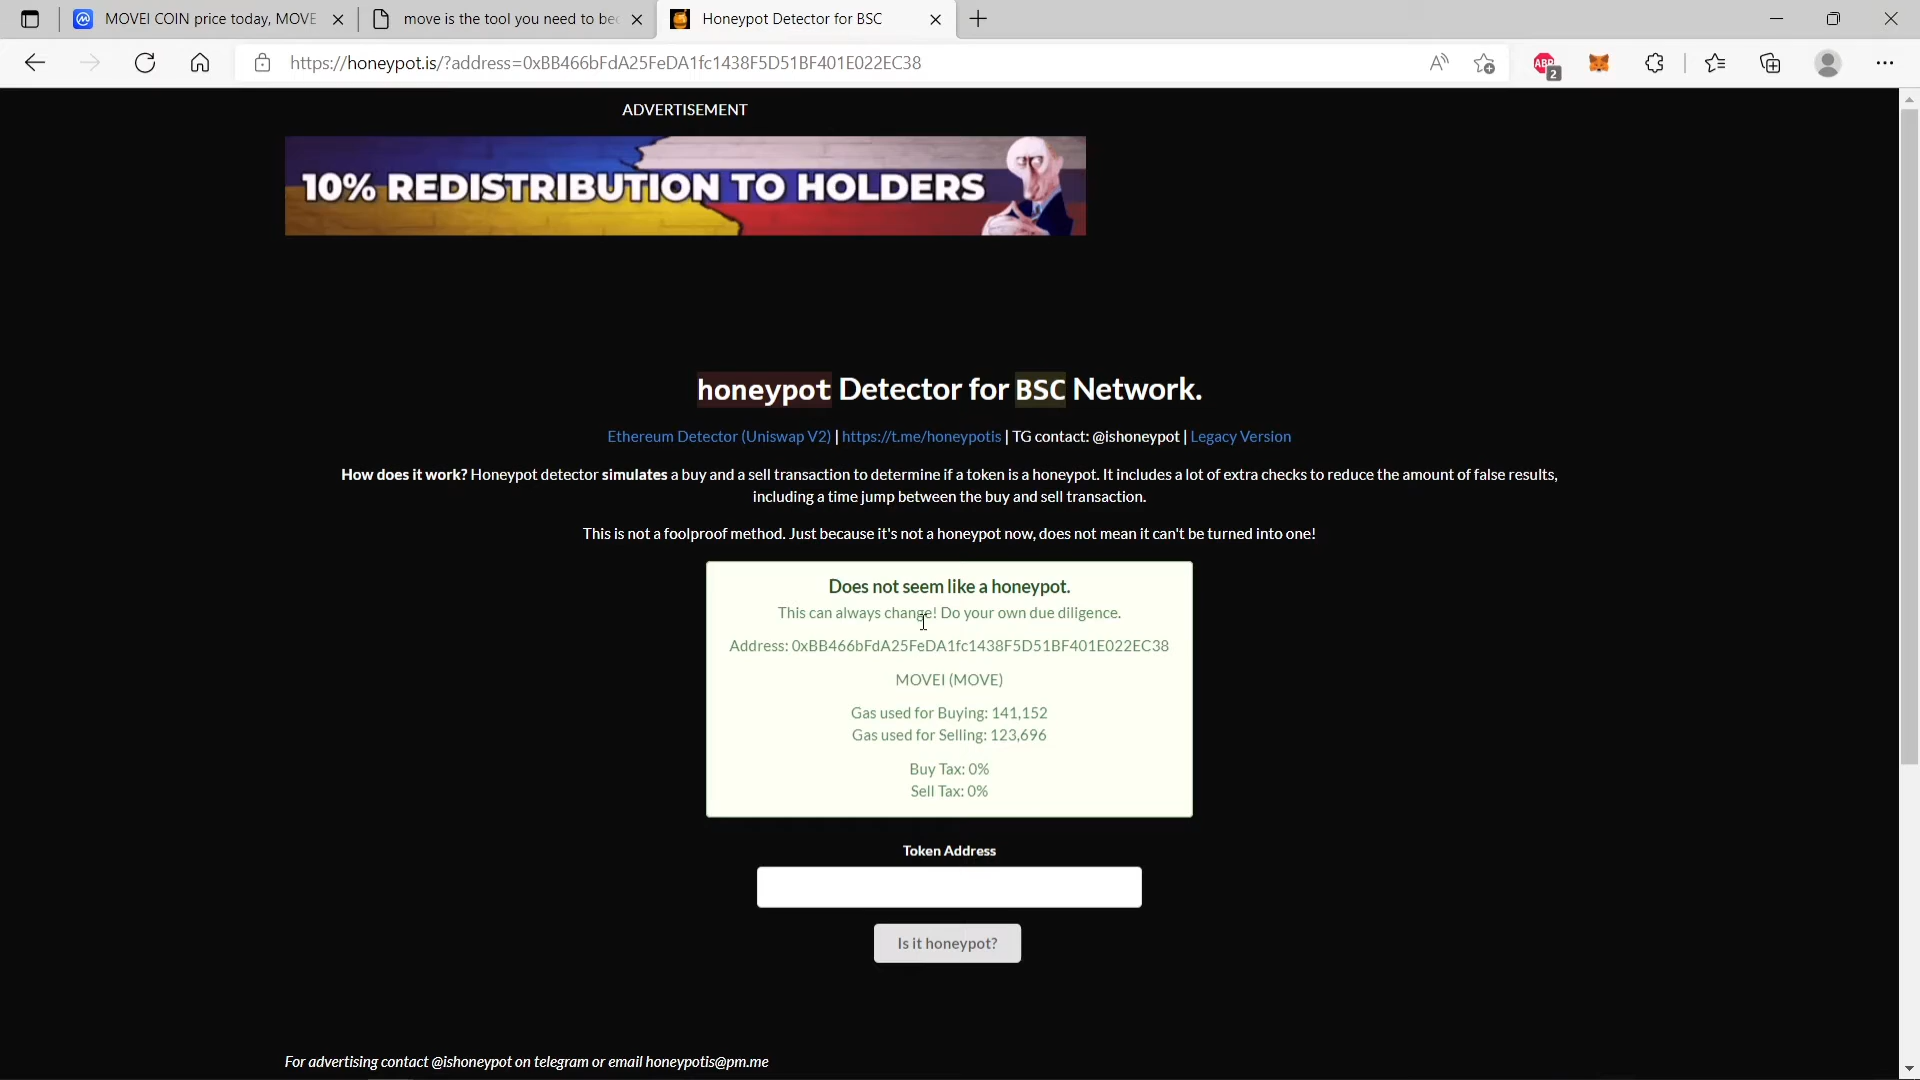 MOVEI COIN price today, MOVE
move is the tool you need to bec
Honeypot Detector for BSC
https://honeypot.is/?address=0xBB466bFdA25FeDA1fc1438F5D51BF401E022EC38
ABP
2
ADVERTISEMENT
10% REDISTRIBUTION TO HOLDERS
honeypot Detector for BSC Network.
Ethereum Detector (Uniswap V2) | https://t.me/honeypotis | TG contact: @ishoneypot | Legacy Version
How does it work? Honeypot detector simulates a buy and a sell transaction to determine if a token is a honeypot. It includes a lot of extra checks to reduce the amount of false results,
including a time jump between the buy and sell transaction.
This is not a foolproof method. Just because it's not a honeypot now, does not mean it can't be turned into one!
Does not seem like a honeypot.
This can always change! Do your own due diligence.
Address: 0xBB466bFdA25FeDA1fc1438F5D51BF401E022EC38
MOVEI (MOVE)
Gas used for Buying: 141,152
Gas used for Selling: 123,696
Buy Tax: 0%
Sell Tax: 0%
Token Address
Is it honeypot?
For advertising contact @ishoneypot on telegram or email honeypotis@pm.me